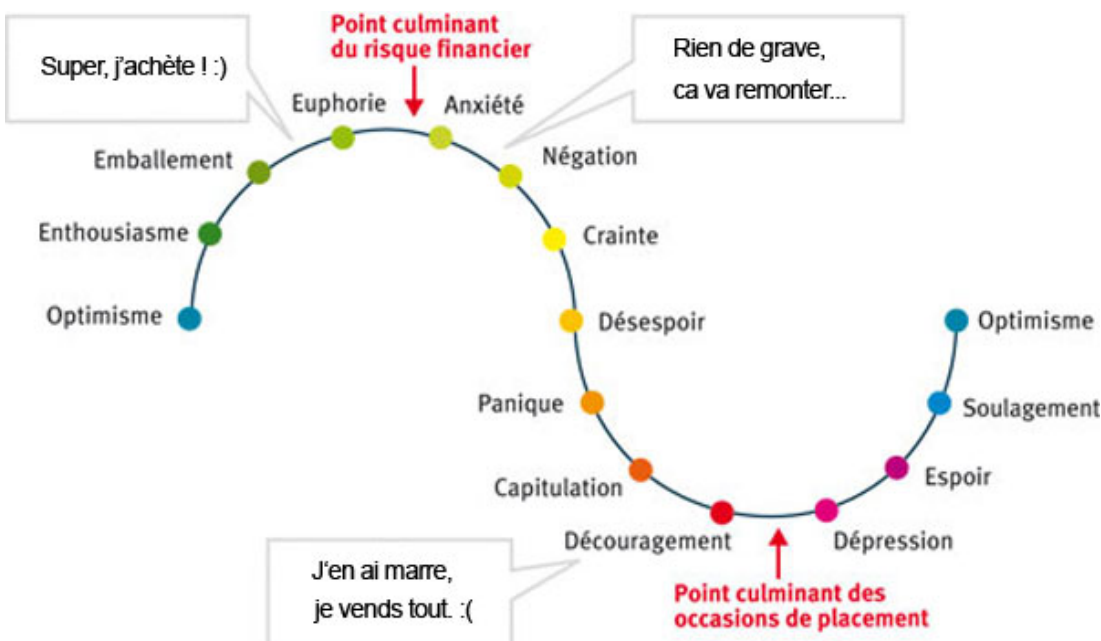 Point culminant
du risque financier
Super, j'achète ! :)
Rien de grave,
ca va remonter...
Euphorie
Anxiété
Emballement
Négation
Enthousiasme
Crainte
Optimisme
Désespoir
Optimisme
Panique
Soulagement
Capitulation
Espoir
Découragement
Dépression
J'en ai marre,
je vends tout. :(
Point culminant des
occasions de placement